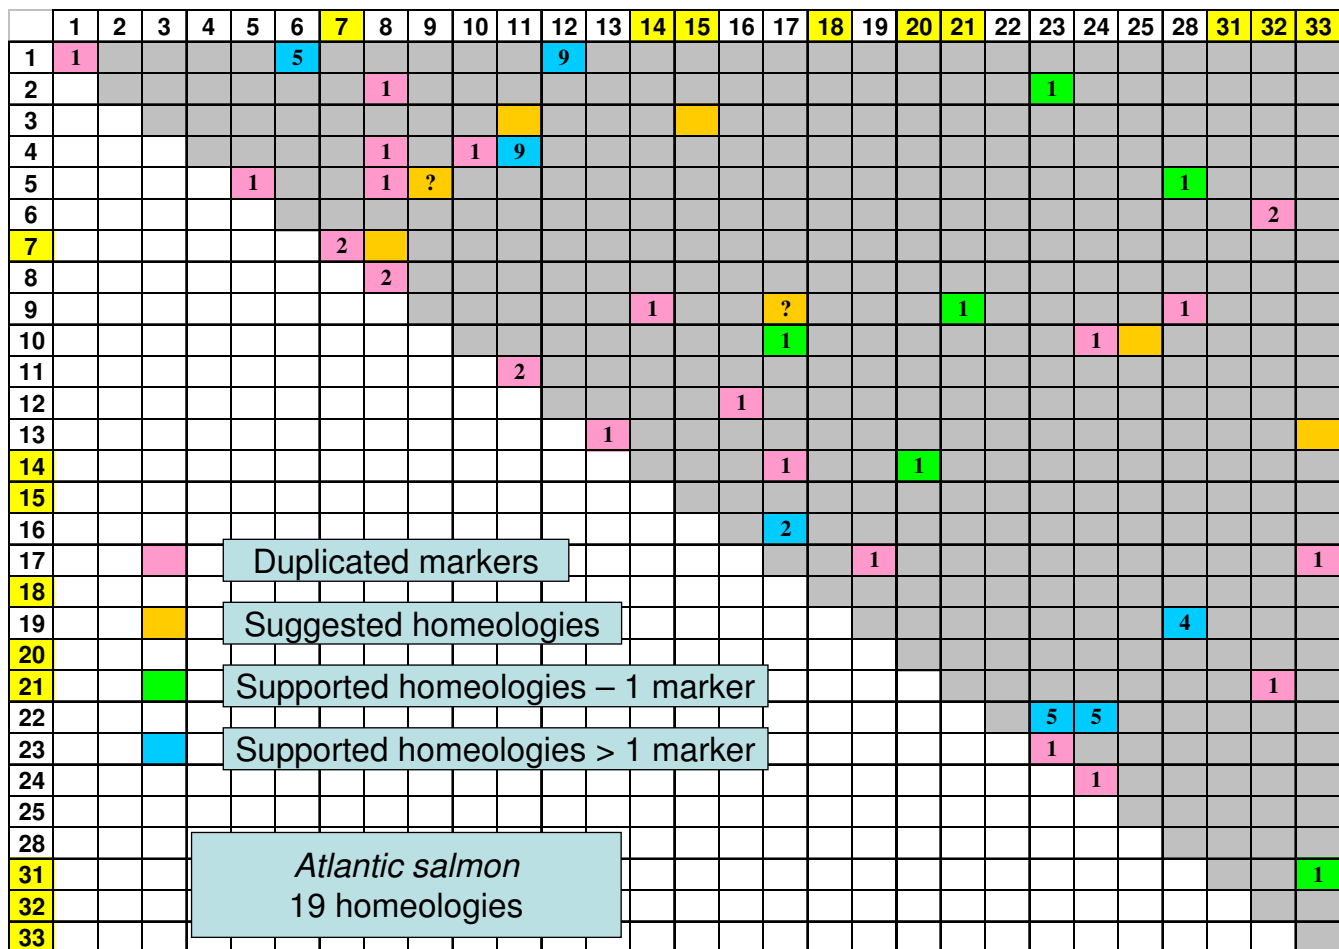 1 2 3 4 5 6 7 8 9 10 11 12 13 14 15 16 17 18 19 20 21 22 23 24 25 28 31 32 33
1 1 5 9
2 1 1
3
4 1 1 9
5 1 1 ? 1
6 2
7 2
8 2
9 1 ? 1 1
10 1 1
11 2
12 1
13 1
14 1 1
15
16 2
17 Duplicated markers 1 1
18
19 Suggested homeologies 4
20
21 Supported homeologies – 1 marker 1
22 5 5
23 Supported homeologies > 1 marker 1
24 1
25
28
31 Atlantic salmon 1
32 19 homeologies
33